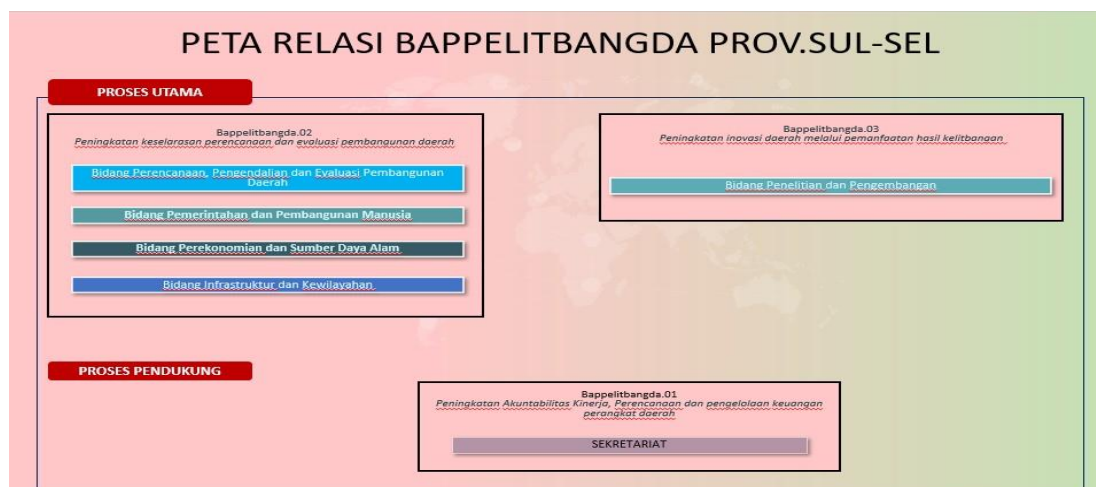 PETA RELASI BAPPELITBANGDA PROV.SUL-SEL
PROSES UTAMA
Bappelitbangda.02
Peningkatan keselarasan perencanaan dan evaluasi pembangunan daerah
Bidang Perencanaan, Pengendalian dan Evaluasi Pembangunan
Daerah
Bidang Pemerintahan dan Pembangunan Manusia
Bidang Perekonomian dan Sumber Daya Alam
Bidang Infrastruktur dan Kewilayahan
Bappelitbangda.03
Peningkatan inovasi daerah melalui pemanfaatan hasil kelitbangan
Bidang Penelitian dan Pengembangan
PROSES PENDUKUNG
Bappelitbangda.01
Peningkatan Akuntabilitas Kinerja, Perencanaan dan pengelolaan keuangan
perangkat daerah
SEKRETARIAT